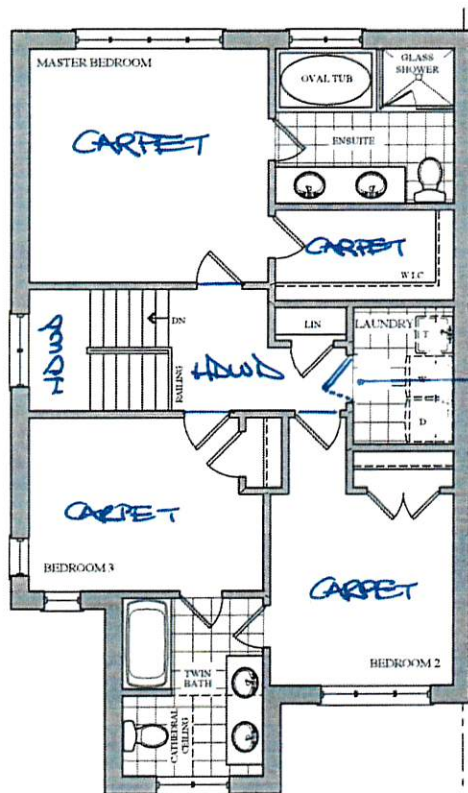 MASTER BEDROOM
CARPET
OVAL TUB
GLASS
SHOWER
ENSUITE
CARPET
W I C
HDWD
DN
RAILING
HDWD
LIN
LAUNDRY
T
W
D
CARPET
BEDROOM 3
CARPET
BEDROOM 2
TWIN
BATH
CATHEDRAL
CEILING